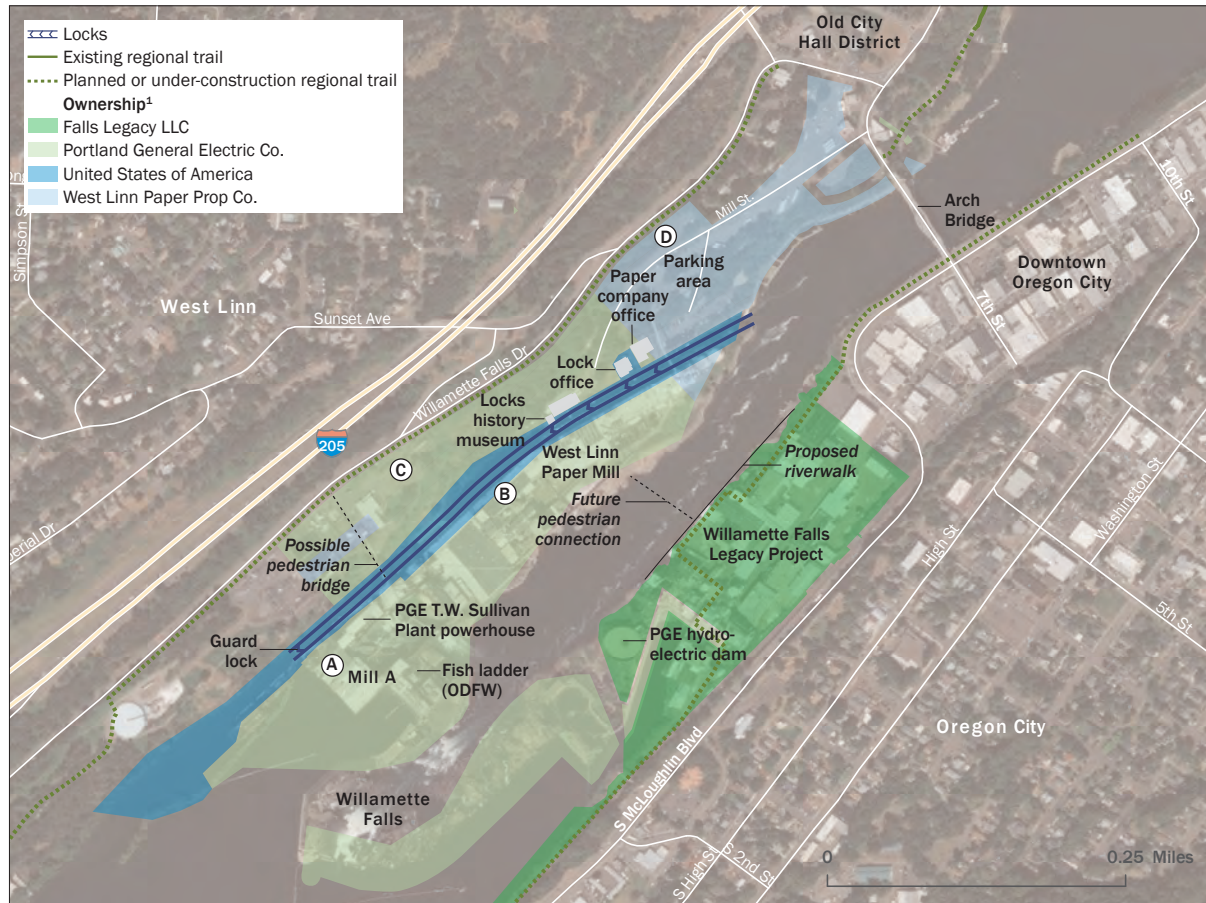 Locks
Existing regional trail
Planned or under-construction regional trail
Ownership¹
Falls Legacy LLC
Portland General Electric Co.
United States of America
West Linn Paper Prop Co.
Old City
Hall District
10th St
Arch
Bridge
Mill St.
D
Parking
area
Paper
company
office
Downtown
Oregon City
7th St
Simpson St
West Linn
Sunset Ave
Willamette Falls Dr
Lock
office
Locks
history
museum
205
C
B
West Linn
Paper Mill
Proposed
riverwalk
Future
pedestrian
connection
Willamette Falls
Legacy Project
High St
Washington St
5th St
erial Dr
Possible
pedestrian
bridge
PGE T.W. Sullivan
Plant powerhouse
Guard
lock
A
Mill A
Fish ladder
(ODFW)
PGE hydro-
electric dam
Oregon City
S McLoughlin Blvd
Willamette
Falls
S High St
S 2nd St
0
0.25 Miles